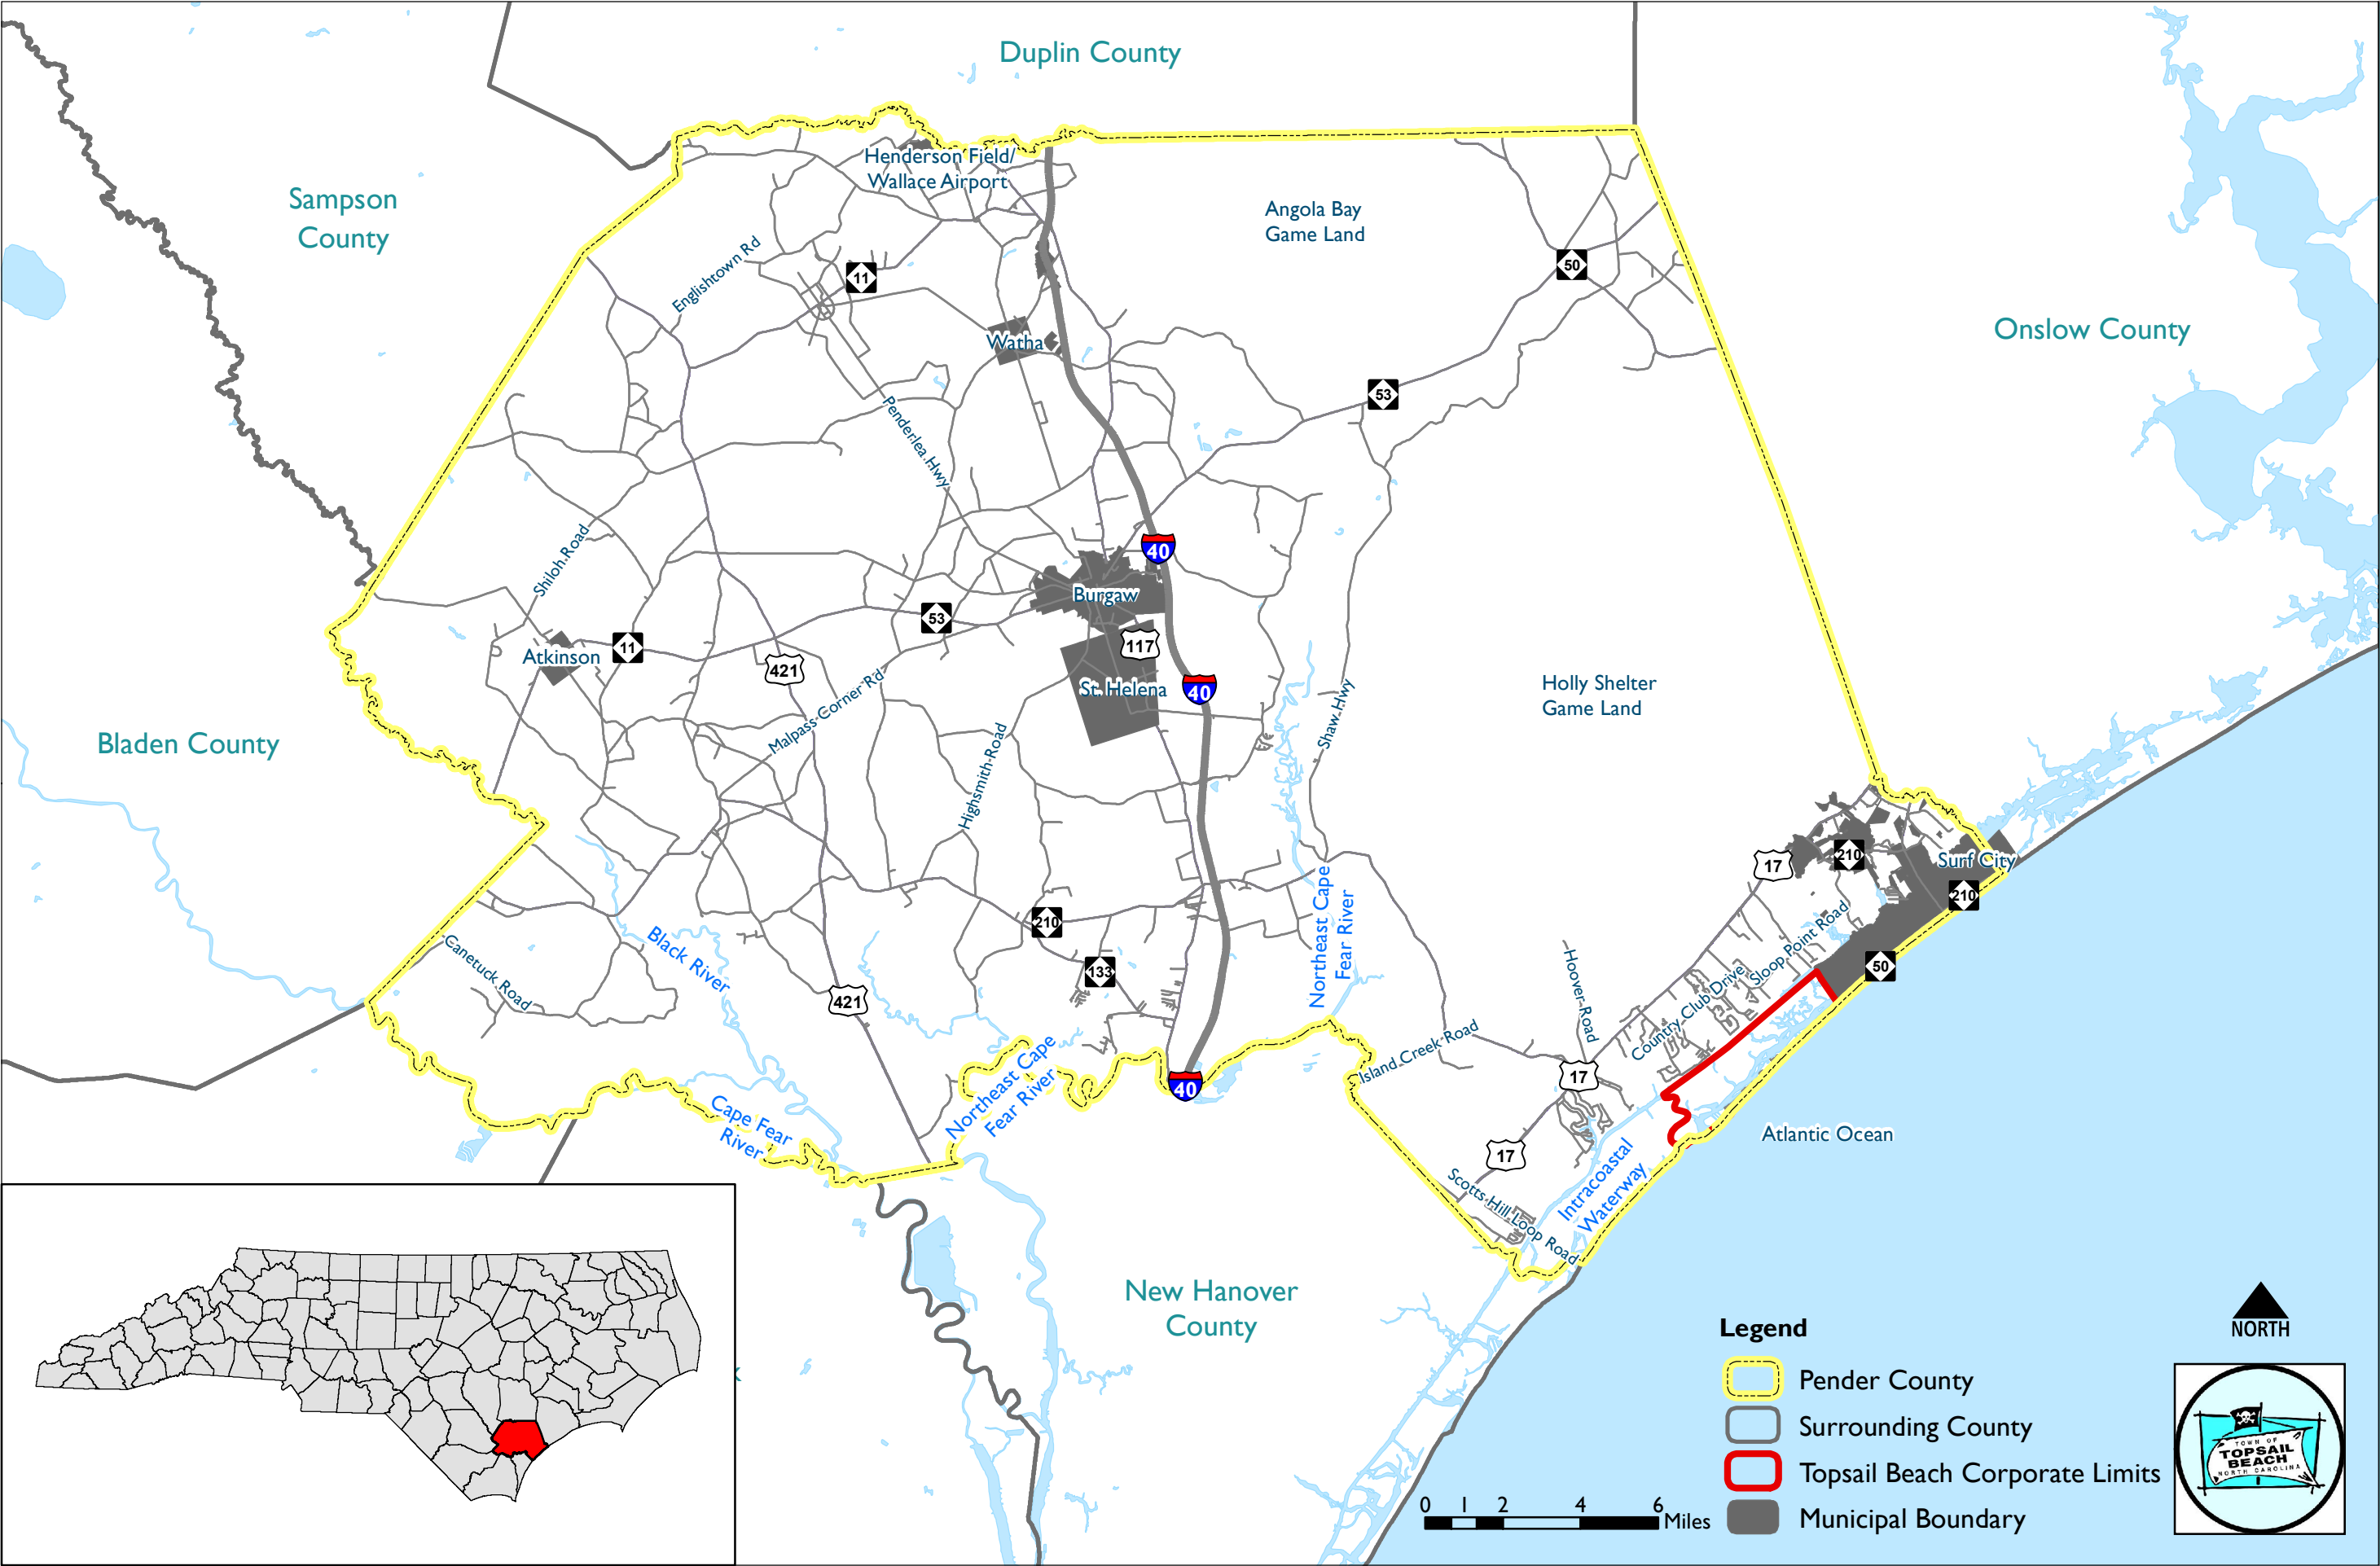 Duplin County
Henderson Field/
Wallace Airport
Sampson
County
Angola Bay
Game Land
Englishtown Rd
11
50
Onslow County
Watha
53
Penderlea Hwy
Shiloh Road
40
Burgaw
53
117
11
Atkinson
421
St. Helena
40
Malpass Corner Rd
Holly Shelter
Game Land
Shaw Hwy
Bladen County
Highsmith Road
17
210
Surf City
210
Northeast Cape
Fear River
210
Sloop Point Road
Black River
Canetuck Road
133
50
421
Hoover Road
Country Club Drive
Island Creek Road
Northeast Cape
Fear River
17
40
Cape Fear
River
Atlantic Ocean
17
Intracoastal
Waterway
Scotts Hill Loop Road
New Hanover
County
NORTH
Legend
Pender County
Surrounding County
Topsail Beach Corporate Limits
Municipal Boundary
0 1 2 4 6
Miles
TOWN OF
TOPSAIL
BEACH
NORTH CAROLINA